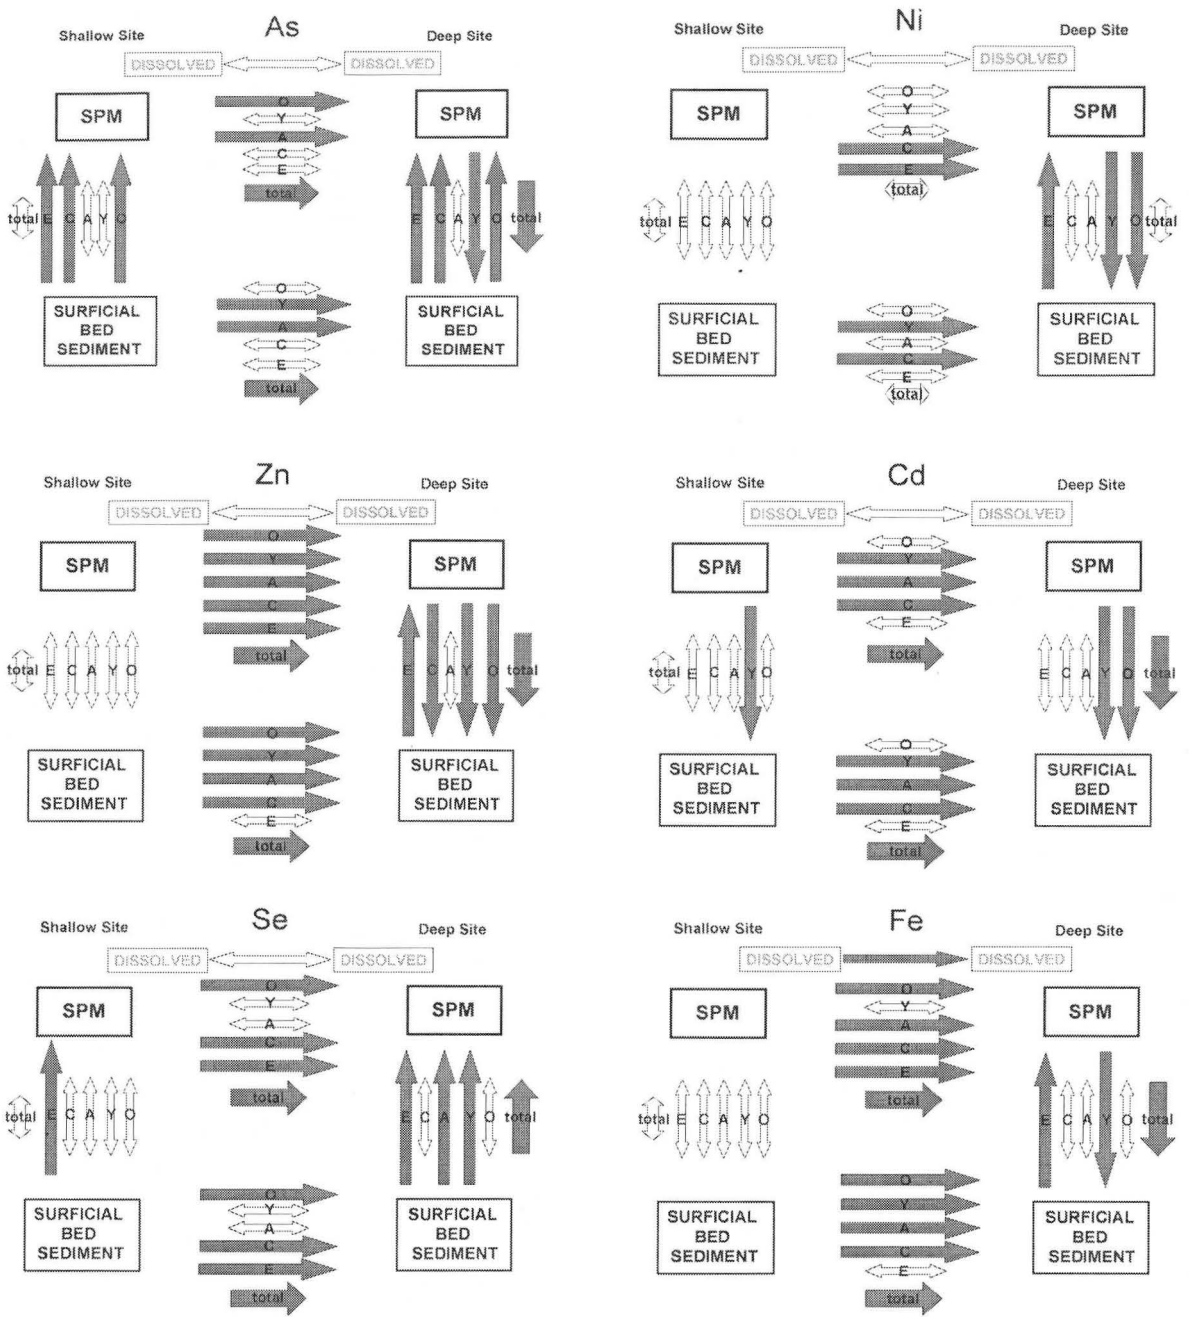 As
Shallow Site
Deep Site
DISSOLVED
DISSOLVED
SPM
O
Y
A
C
E
total
SPM
total E C A Y O
E C A Y O total
SURFICIAL
BED
SEDIMENT
O
Y
A
C
E
total
SURFICIAL
BED
SEDIMENT
Ni
Shallow Site
Deep Site
DISSOLVED
DISSOLVED
SPM
O
Y
A
C
E
total
SPM
total E C A Y O
E C A Y O total
SURFICIAL
BED
SEDIMENT
O
Y
A
C
E
total
SURFICIAL
BED
SEDIMENT
Zn
Shallow Site
Deep Site
DISSOLVED
DISSOLVED
SPM
O
Y
A
C
E
total
SPM
total E C A Y O
E C A Y O total
SURFICIAL
BED
SEDIMENT
O
Y
A
C
E
total
SURFICIAL
BED
SEDIMENT
Cd
Shallow Site
Deep Site
DISSOLVED
DISSOLVED
SPM
O
Y
A
C
E
total
SPM
total E C A Y O
E C A Y O total
SURFICIAL
BED
SEDIMENT
O
Y
A
C
E
total
SURFICIAL
BED
SEDIMENT
Se
Shallow Site
Deep Site
DISSOLVED
DISSOLVED
SPM
O
Y
A
C
E
total
SPM
total E C A Y O
E C A Y O total
SURFICIAL
BED
SEDIMENT
O
Y
A
C
E
total
SURFICIAL
BED
SEDIMENT
Fe
Shallow Site
Deep Site
DISSOLVED
DISSOLVED
SPM
O
Y
A
C
E
total
SPM
total E C A Y O
E C A Y O total
SURFICIAL
BED
SEDIMENT
O
Y
A
C
E
total
SURFICIAL
BED
SEDIMENT